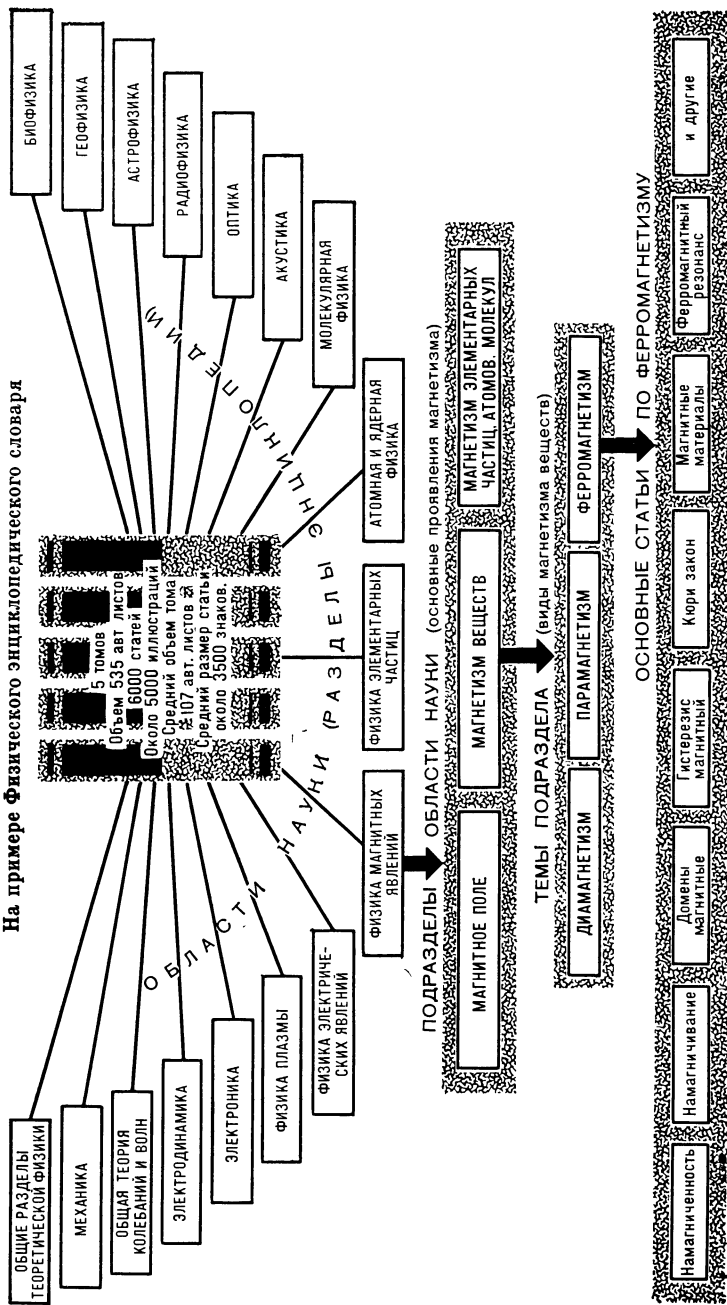 На примере Физического энциклопедического словаря
ОБЩИЕ РАЗДЕЛЫ
ТЕОРЕТИЧЕСКОЙ ФИЗИКИ
МЕХАНИКА
ОБЩАЯ ТЕОРИЯ
КОЛЕБАНИЙ И ВОЛН
ЭЛЕКТРОДИНАМИКА
ЭЛЕКТРОНИКА
ФИЗИКА ПЛАЗМЫ
ФИЗИКА ЭЛЕКТРИЧЕ-
СКИХ ЯВЛЕНИЙ
ФИЗИКА МАГНИТНЫХ
ЯВЛЕНИЙ
ФИЗИКА ЭЛЕМЕНТАРНЫХ
ЧАСТИЦ
АТОМНАЯ И ЯДЕРНАЯ
ФИЗИКА
МОЛЕКУЛЯРНАЯ
ФИЗИКА
АКУСТИКА
ОПТИКА
РАДИОФИЗИКА
АСТРОФИЗИКА
ГЕОФИЗИКА
БИОФИЗИКА
5 томов
Объем 535 авт листов
6000 статей
Около 5000 иллюстраций
Средний объем тома
≈107 авт. листов
Средний размер статьи
около 3500 знаков.
ОБЛАСТИ НАУКИ (РАЗДЕЛЫ ЭНЦИКЛОПЕДИИ)
ПОДРАЗДЕЛЫ ОБЛАСТИ НАУКИ (основные проявления магнетизма)
МАГНИТНОЕ ПОЛЕ
МАГНЕТИЗМ ВЕЩЕСТВ
МАГНЕТИЗМ ЭЛЕМЕНТАРНЫХ
ЧАСТИЦ, АТОМОВ, МОЛЕКУЛ
ТЕМЫ ПОДРАЗДЕЛА (виды магнетизма веществ)
ДИАМАГНЕТИЗМ
ПАРАМАГНЕТИЗМ
ФЕРРОМАГНЕТИЗМ
ОСНОВНЫЕ СТАТЬИ ПО ФЕРРОМАГНЕТИЗМУ
Намагниченность
Намагничивание
Домены
магнитные
Гистерезис
магнитный
Кюри закон
Магнитные
материалы
Ферромагнитный
резонанс
и другие